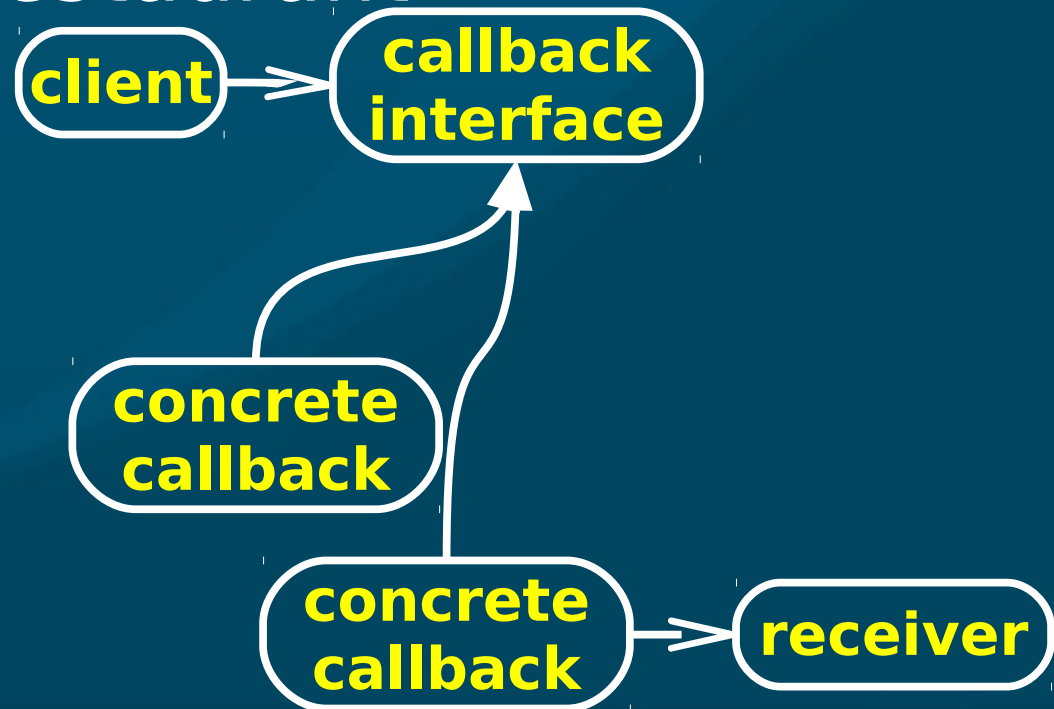 client
callback
interface
concrete
callback
concrete
callback
receiver